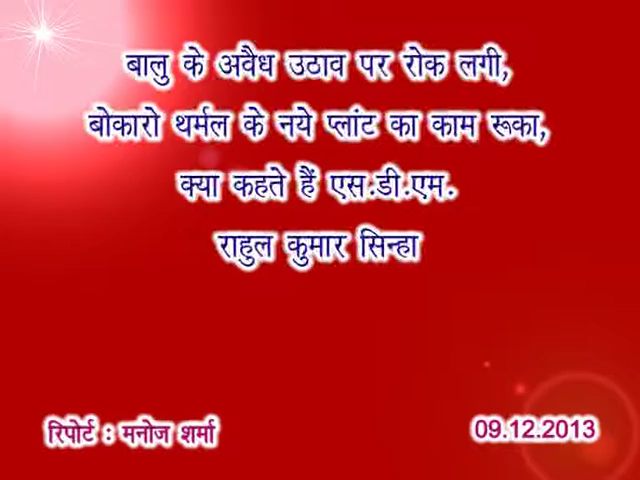 बालु के अवैध उठाव पर रोक लगी,
बोकारो थर्मल के नये प्लांट का काम रूका,
क्या कहते हैं एस.डी.एम.
राहुल कुमार सिन्हा
रिपोर्ट : मनोज शर्मा
09.12.2013